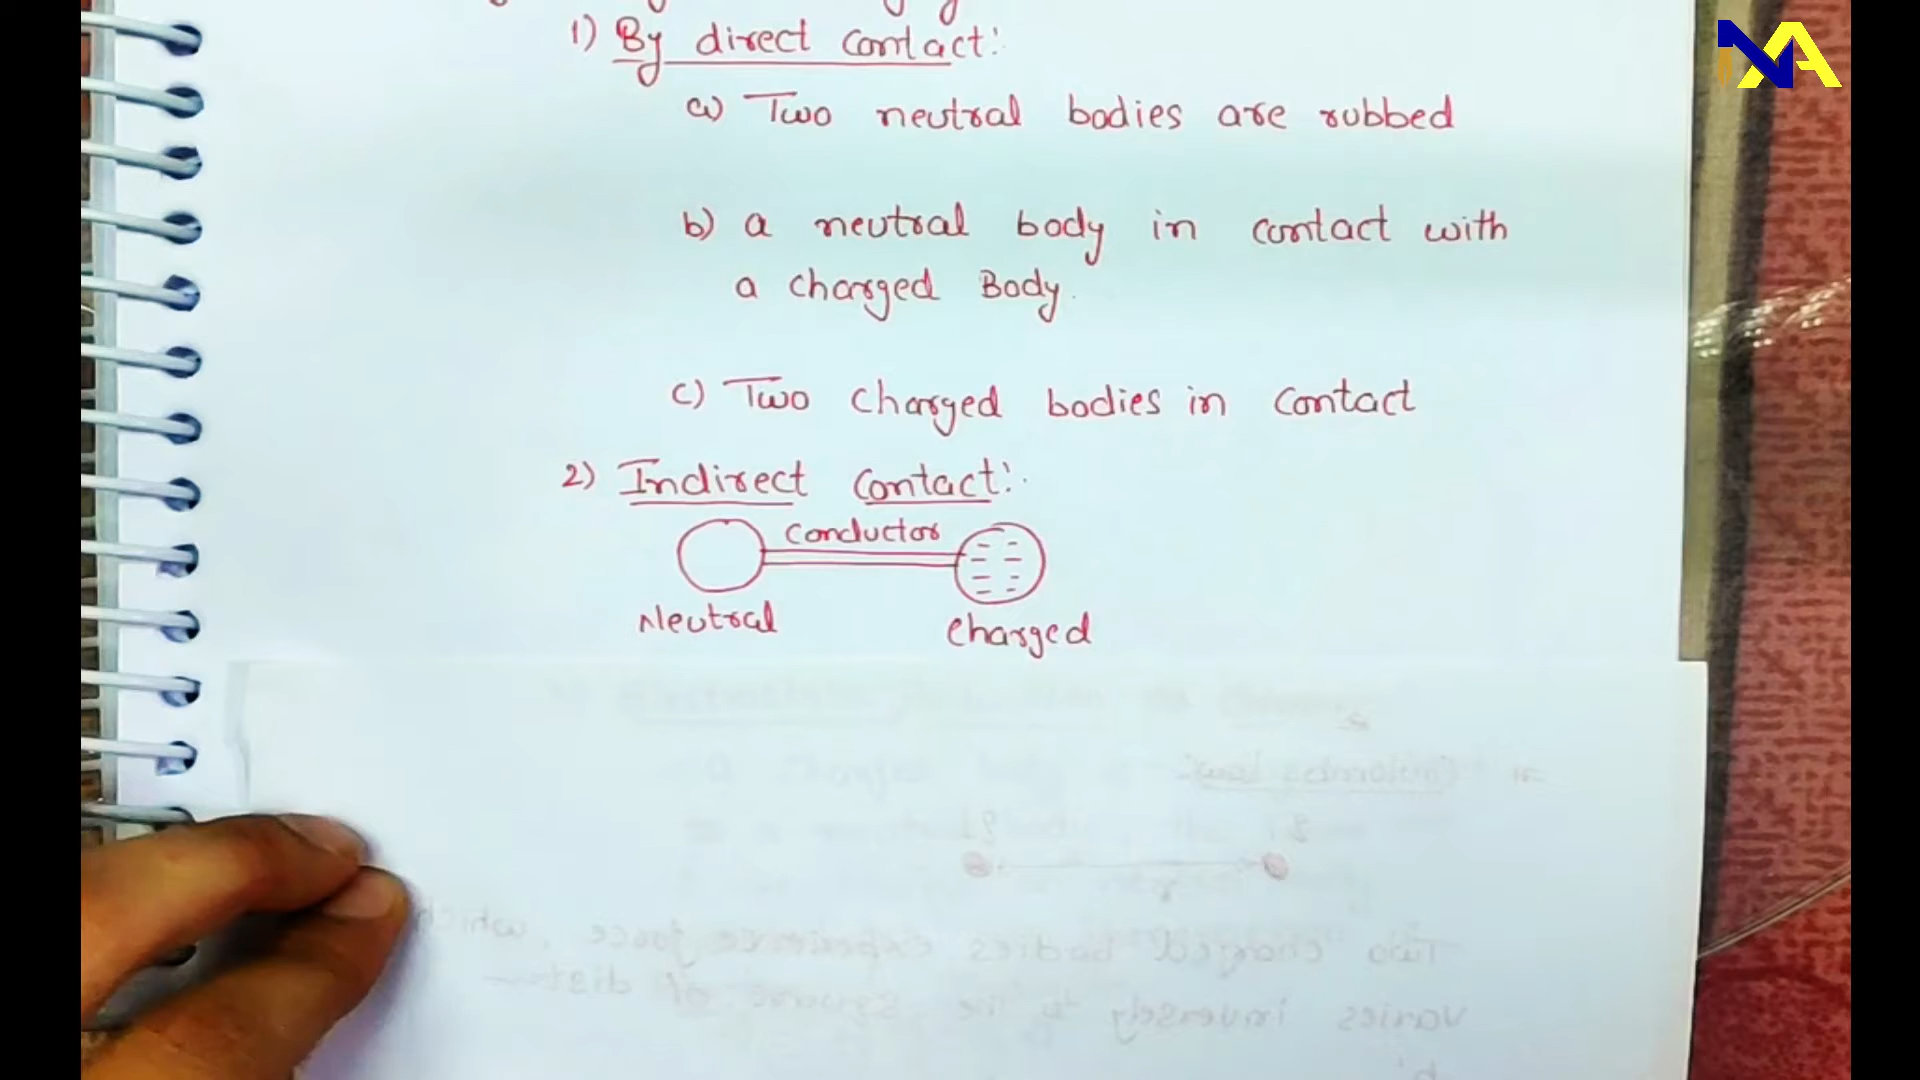 1) By direct contact:
a) Two neutral bodies are rubbed
b) a neutral body in contact with
a charged Body.
c) Two charged bodies in contact
2) Indirect contact:
Conductor
Neutral
Charged
NA